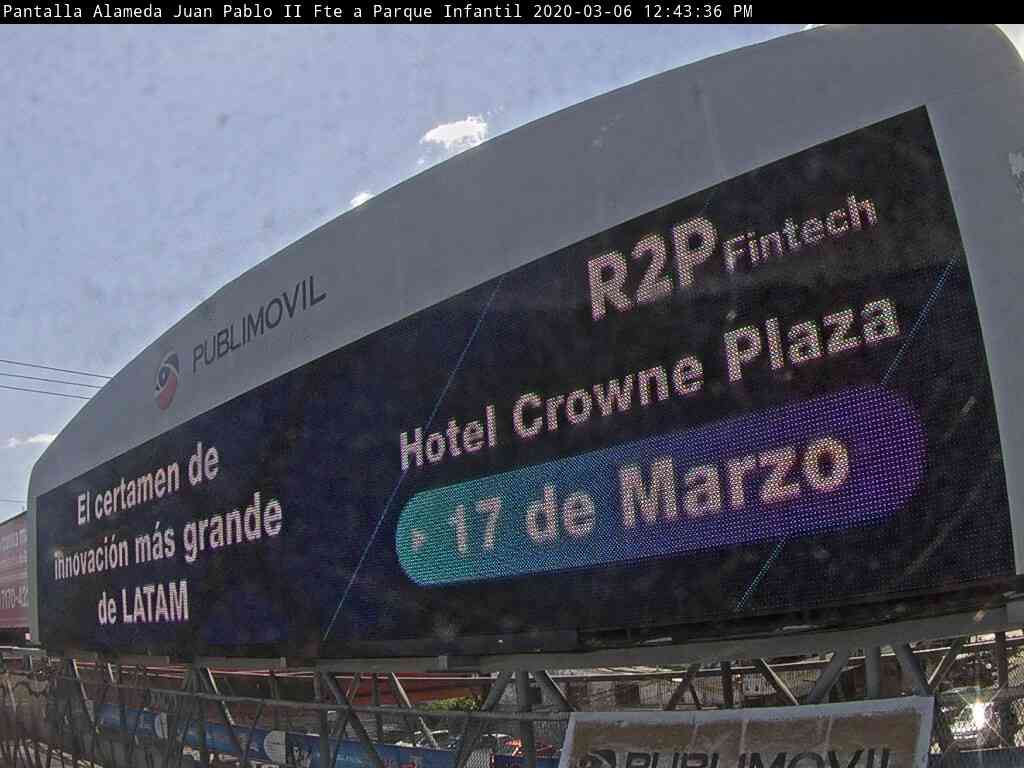 Pantalla Alameda Juan Pablo II Fte a Parque Infantil 2020-03-06 12:43:36 PM
PUBLIMOVIL
El certamen de
innovación más grande
de LATAM
R2P Fintech
Hotel Crowne Plaza
17 de Marzo
PUBLIMOVIL